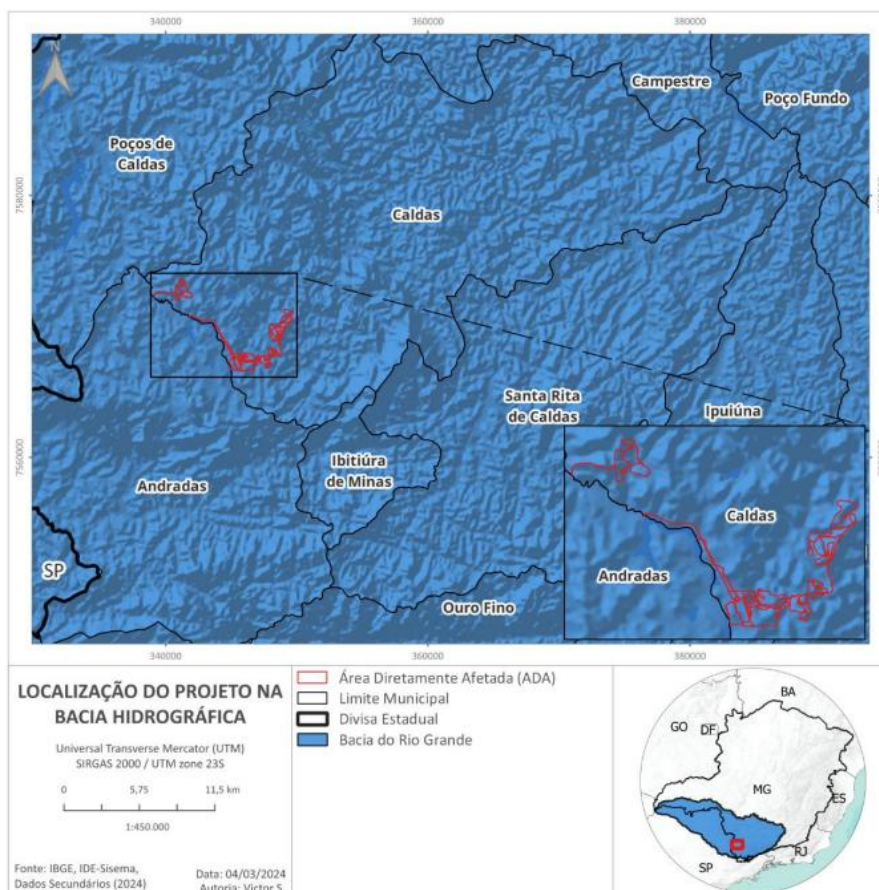 340000
360000
380000
N
Campestre
Poço Fundo
Poços de
Caldas
7580000
Caldas
Santa Rita
de Caldas
Ipuiúna
7560000
Ibitiúra
de Minas
Andradas
Caldas
Andradas
SP
Ouro Fino
340000
360000
380000
LOCALIZAÇÃO DO PROJETO NA
BACIA HIDROGRÁFICA
Universal Transverse Mercator (UTM)
SIRGAS 2000 / UTM zone 23S
0 5,75 11,5 km
1:450.000
Fonte: IBGE, IDE-Sisema,
Dados Secundários (2024)
Data: 04/03/2024
Autoria: Victor S.
Área Diretamente Afetada (ADA)
Limite Municipal
Divisa Estadual
Bacia do Rio Grande
BA
GO
DF
MG
ES
RJ
SP